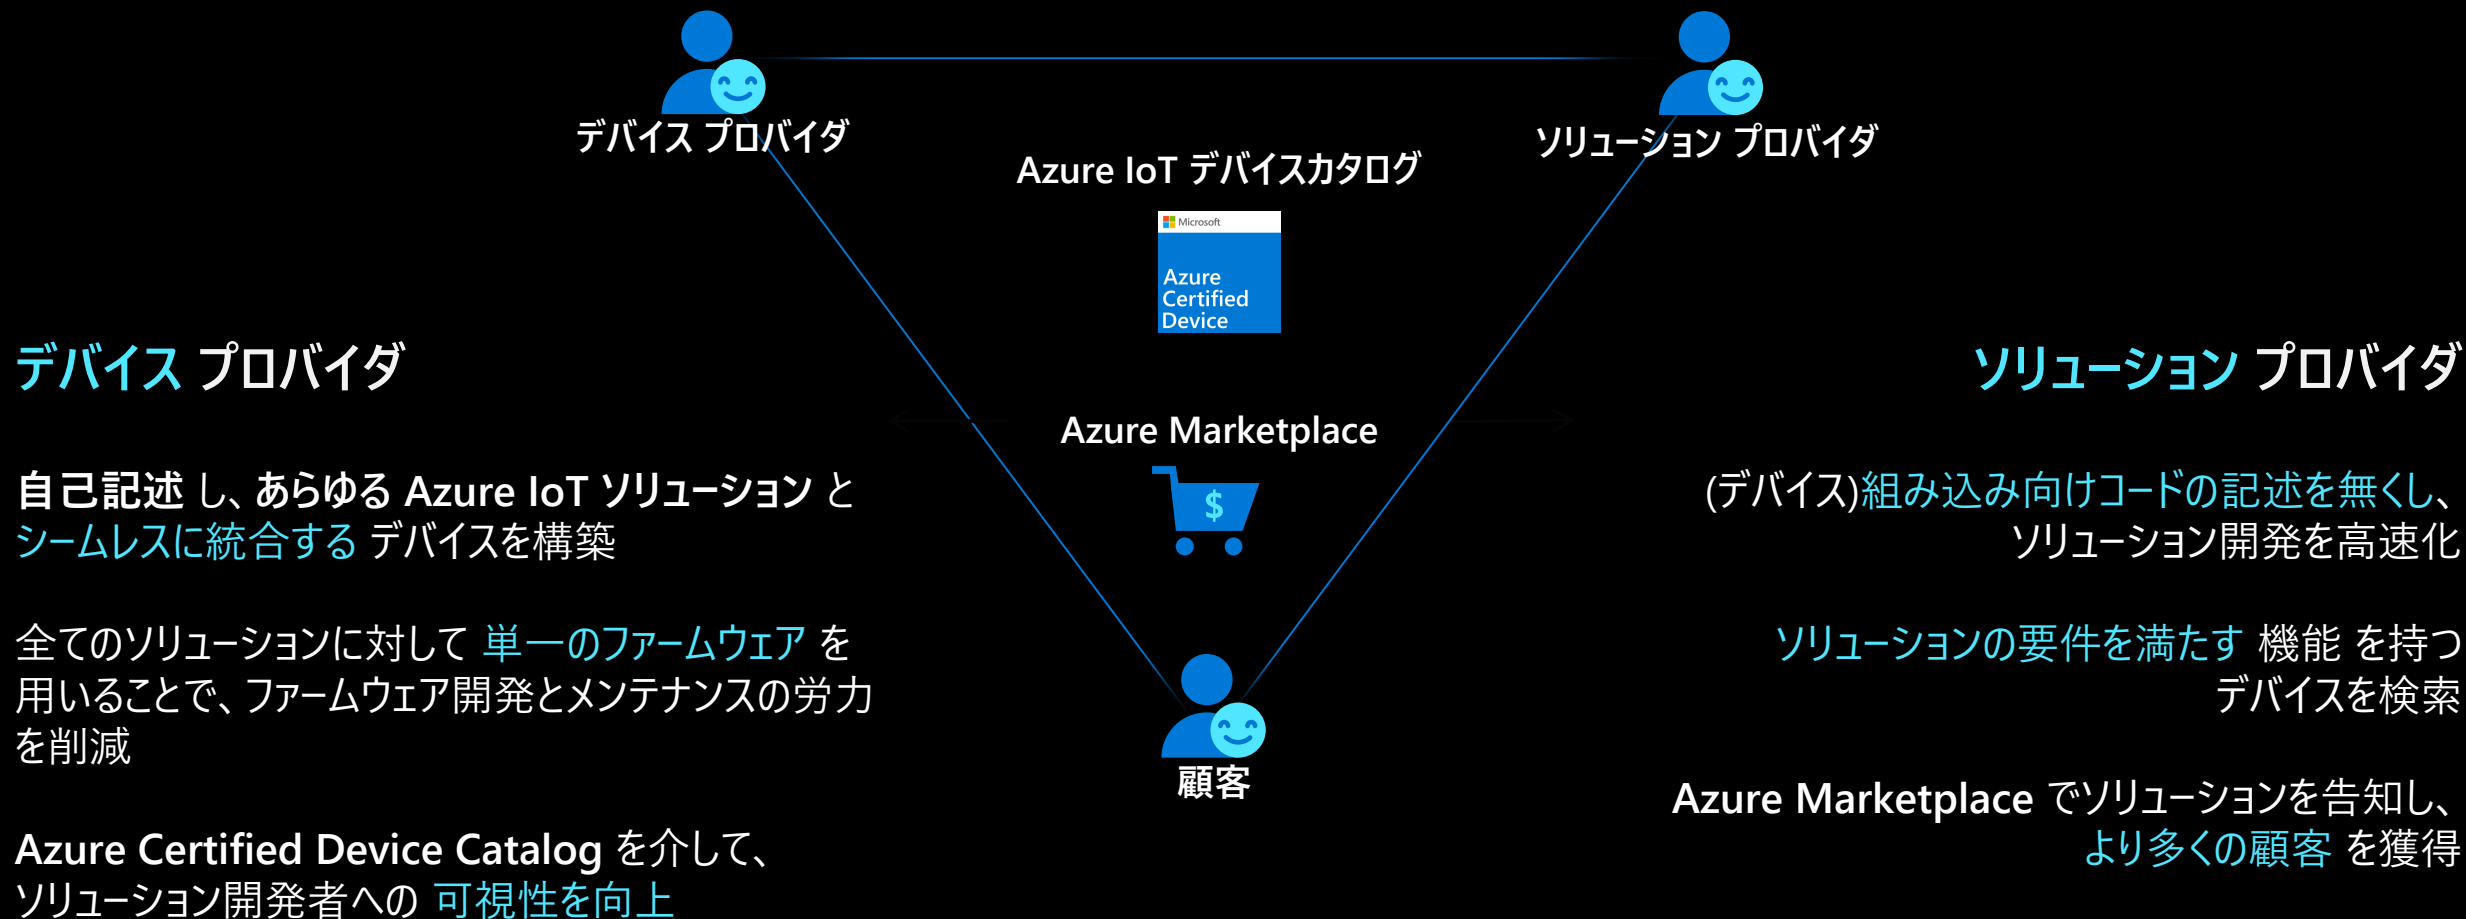 デバイス プロバイダ
ソリューション プロバイダ
Azure IoT デバイスカタログ
Microsoft
Azure
Certified
Device
Azure Marketplace
$
顧客
デバイス プロバイダ
自己記述 し、あらゆる Azure IoT ソリューション と
シームレスに統合する デバイスを構築
全てのソリューションに対して 単一のファームウェア を
用いることで、ファームウェア開発とメンテナンスの労力
を削減
Azure Certified Device Catalog を介して、
ソリューション開発者への 可視性を向上
ソリューション プロバイダ
(デバイス)組み込み向けコードの記述を無くし、
ソリューション開発を高速化
ソリューションの要件を満たす 機能 を持つ
デバイスを検索
Azure Marketplace でソリューションを告知し、
より多くの顧客 を獲得